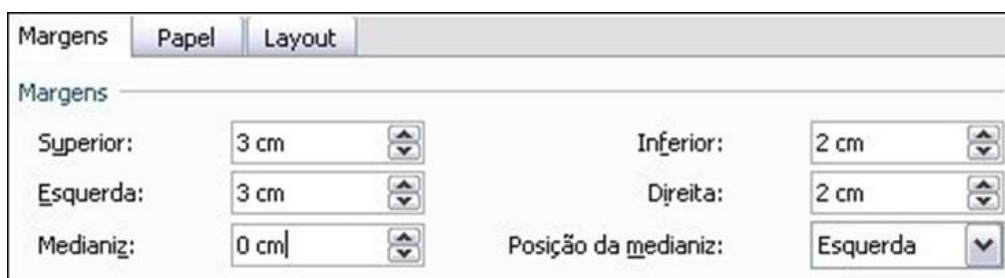 Margens Papel Layout
Margens
Superior: 3 cm Inferior: 2 cm
Esquerda: 3 cm Direita: 2 cm
Medianiz: 0 cm Posição da medianiz: Esquerda